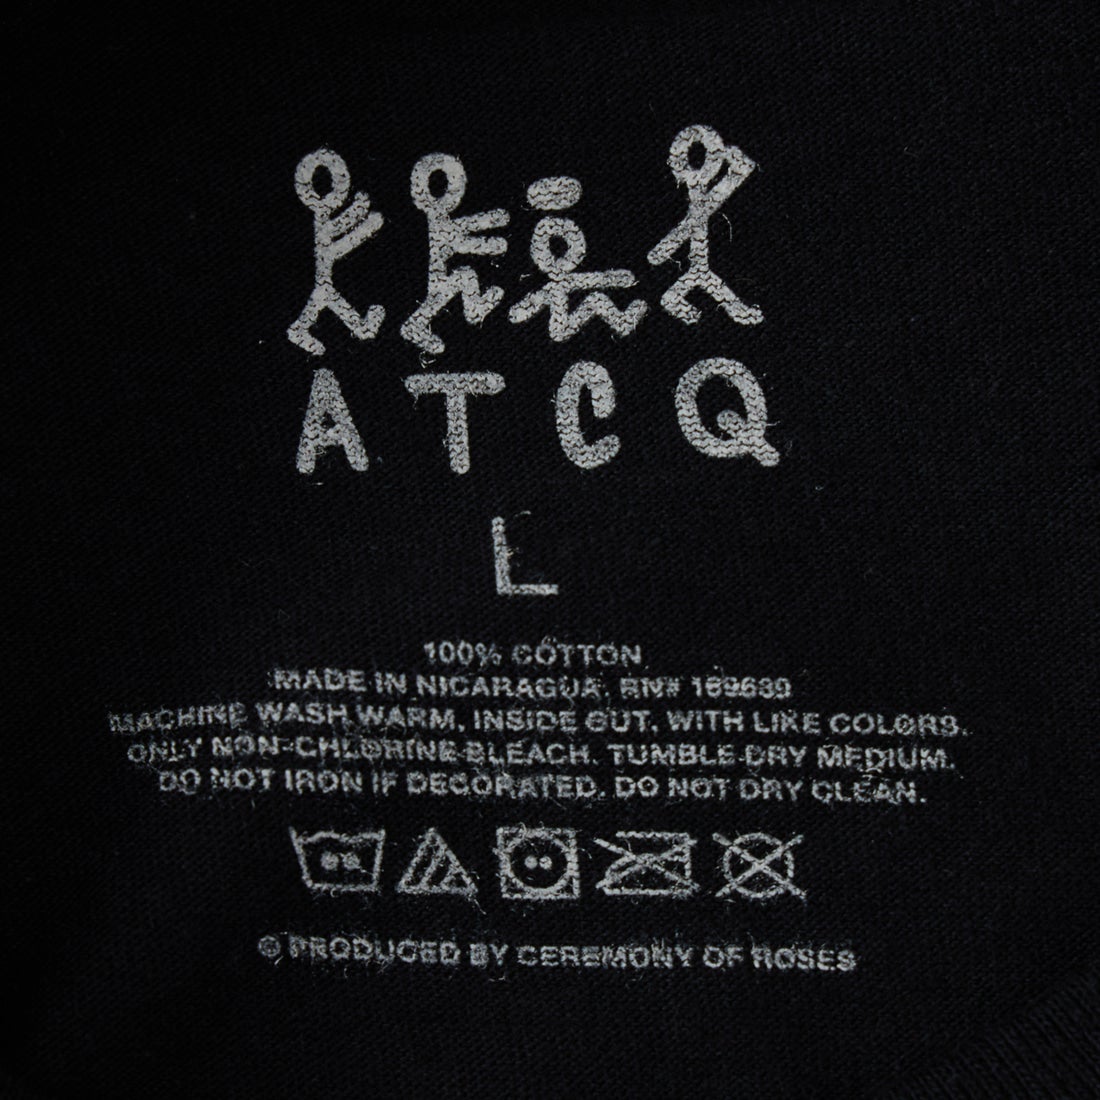 ATCQ
L
100% COTTON
MADE IN NICARAGUA. RN# 169639
MACHINE WASH WARM, INSIDE OUT, WITH LIKE COLORS.
ONLY NON-CHLORINE BLEACH. TUMBLE DRY MEDIUM.
DO NOT IRON IF DECORATED. DO NOT DRY CLEAN.
© PRODUCED BY CEREMONY OF ROSES